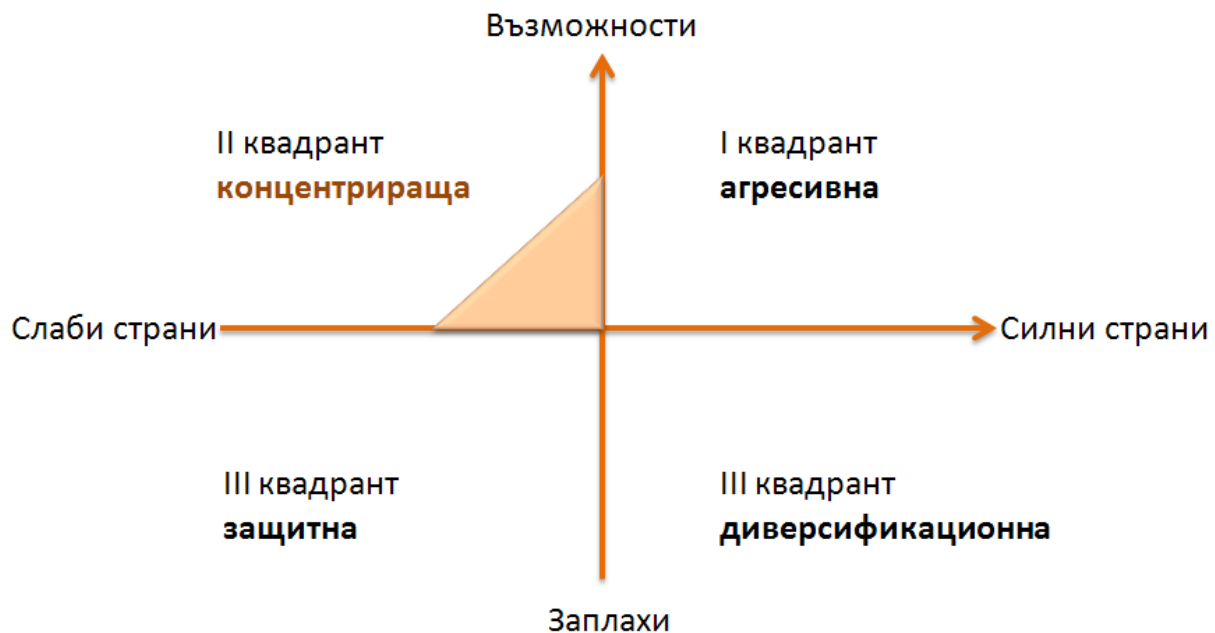 Възможности
II квадрант
концентрираща
I квадрант
агресивна
Слаби страни
Силни страни
III квадрант
защитна
III квадрант
диверсификационна
Заплахи